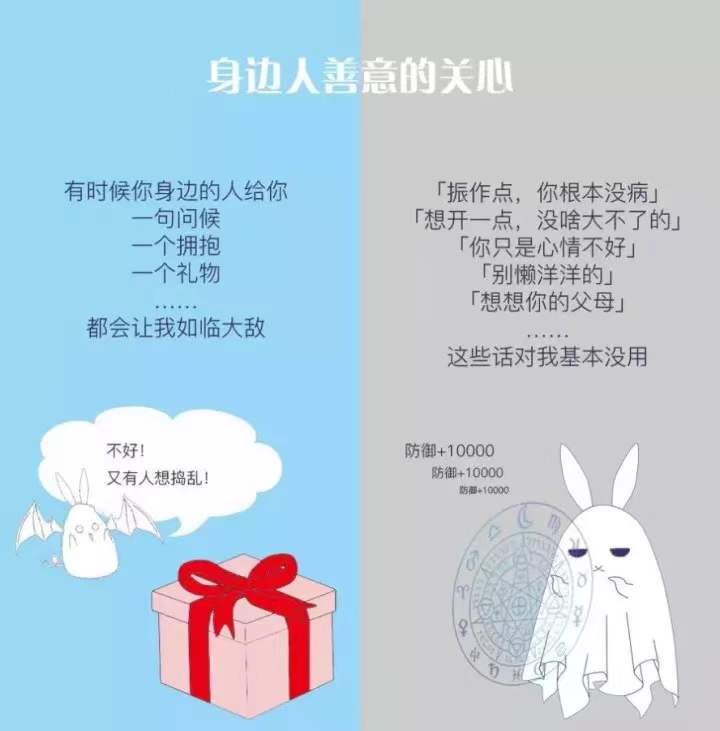 身边人善意的关心
有时候你身边的人给你
一句问候
一个拥抱
一个礼物
……
都会让我如临大敌
「振作点，你根本没病」
「想开一点，没啥大不了的」
「你只是心情不好」
「别懒洋洋的」
「想想你的父母」
……
这些话对我基本没用
不好！
又有人想捣乱！
防御+10000
防御+10000
防御+10000